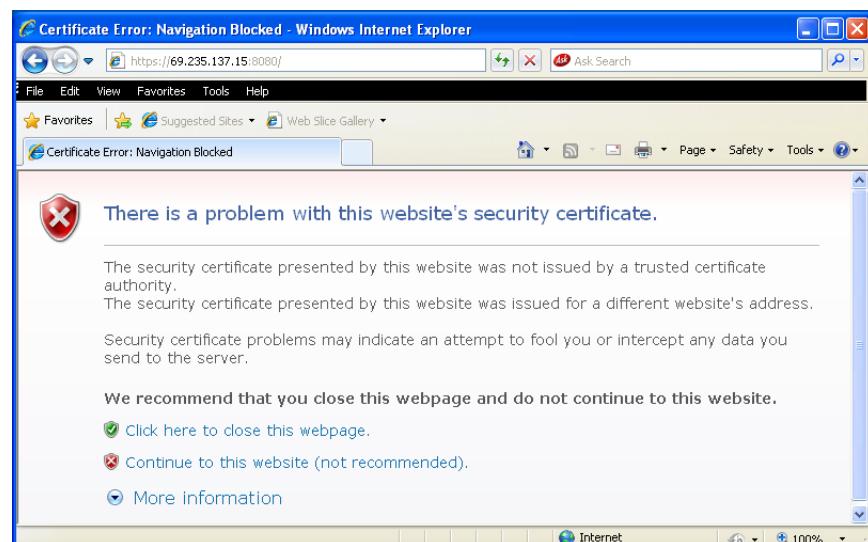 Certificate Error: Navigation Blocked - Windows Internet Explorer
https://69.235.137.15:8080/
Ask Ask Search
File Edit View Favorites Tools Help
Favorites Suggested Sites Web Slice Gallery
Certificate Error: Navigation Blocked Page Safety Tools
There is a problem with this website's security certificate.
The security certificate presented by this website was not issued by a trusted certificate
authority.
The security certificate presented by this website was issued for a different website's address.
Security certificate problems may indicate an attempt to fool you or intercept any data you
send to the server.
We recommend that you close this webpage and do not continue to this website.
Click here to close this webpage.
Continue to this website (not recommended).
More information
Internet 100%